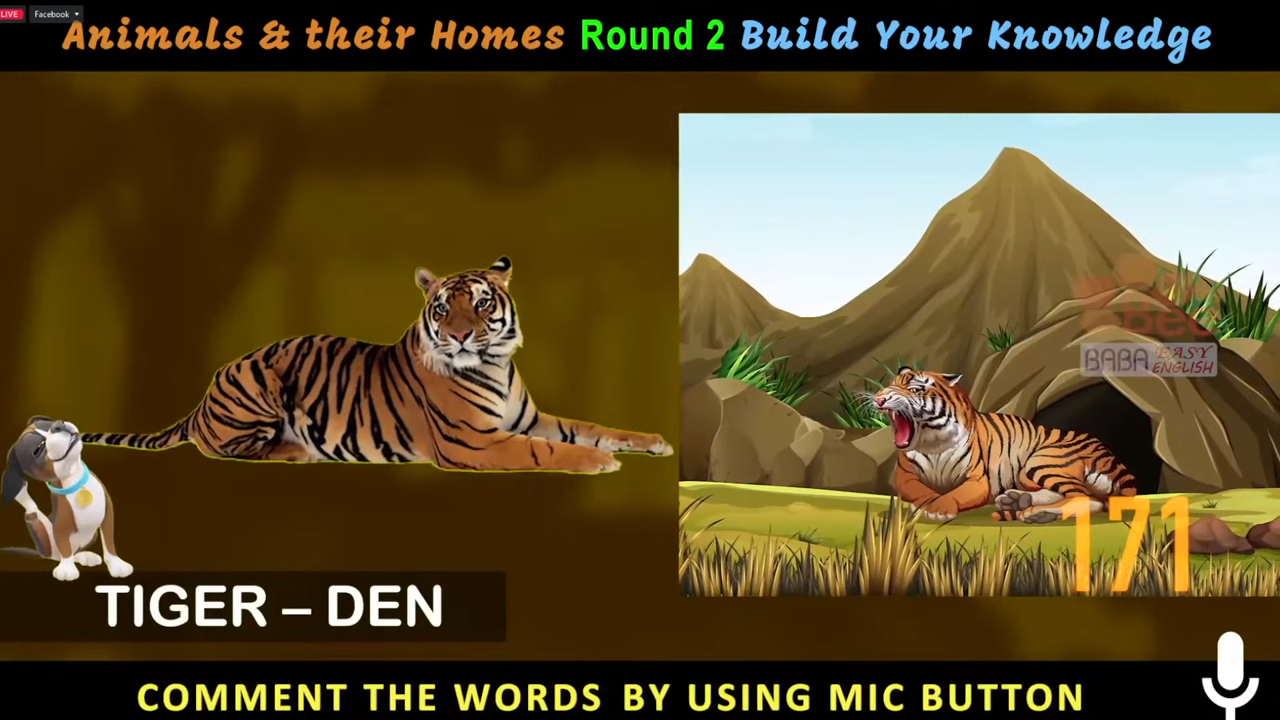 LIVE
Facebook
Animals & their Homes Round 2 Build Your Knowledge
BABA EASY ENGLISH
171
TIGER – DEN
COMMENT THE WORDS BY USING MIC BUTTON